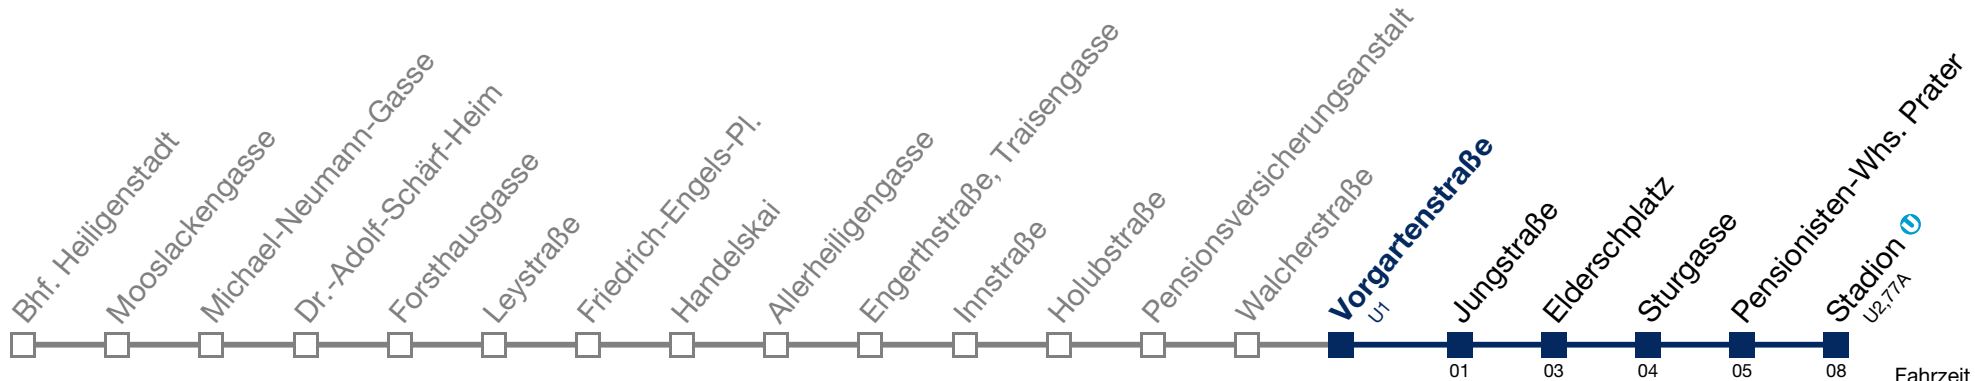 Bhf. Heiligenstadt
Mooslackengasse
Michael-Neumann-Gasse
Dr.-Adolf-Schärf-Heim
Forsthausgasse
Leystraße
Friedrich-Engels-Pl.
Handelskai
Allerheiligengasse
Engerthstraße, Traisengasse
Innstraße
Holubstraße
Pensionsversicherungsanstalt
Walcherstraße
Vorgartenstraße
U1
Jungstraße
Elderschplatz
Sturgasse
Pensionisten-Whs. Prater
Stadion U
U2,77A
01 03 04 05 08 Fahrzeit